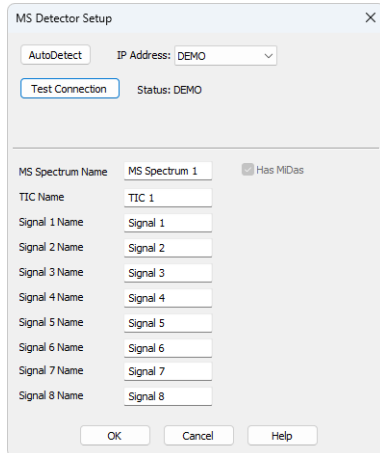 MS Detector Setup
AutoDetect IP Address: DEMO
Test Connection Status: DEMO
MS Spectrum Name MS Spectrum 1 Has MiDas
TIC Name TIC 1
Signal 1 Name Signal 1
Signal 2 Name Signal 2
Signal 3 Name Signal 3
Signal 4 Name Signal 4
Signal 5 Name Signal 5
Signal 6 Name Signal 6
Signal 7 Name Signal 7
Signal 8 Name Signal 8
OK Cancel Help